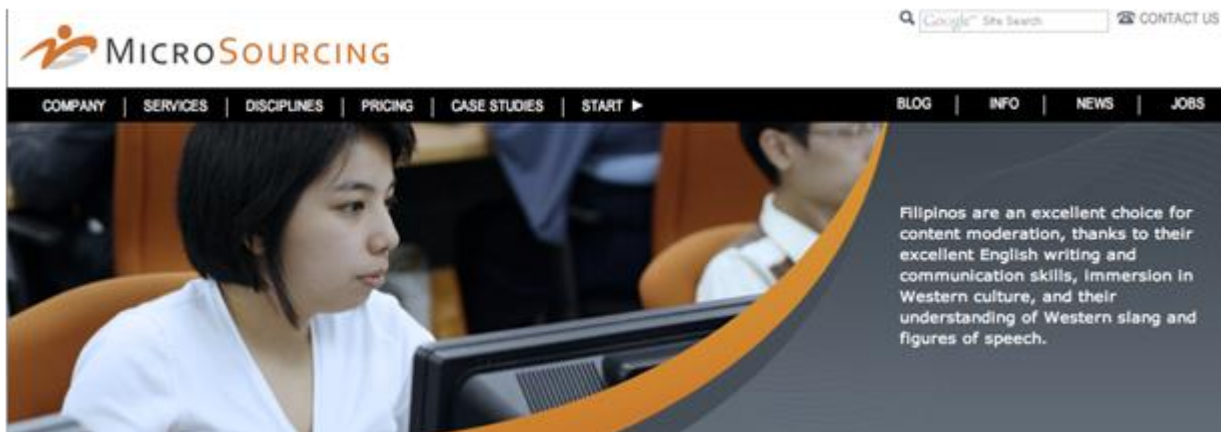 Google™ Site Search
CONTACT US
MICROSOURCING
COMPANY | SERVICES | DISCIPLINES | PRICING | CASE STUDIES | START ►
BLOG | INFO | NEWS | JOBS
Filipinos are an excellent choice for
content moderation, thanks to their
excellent English writing and
communication skills, immersion in
Western culture, and their
understanding of Western slang and
figures of speech.